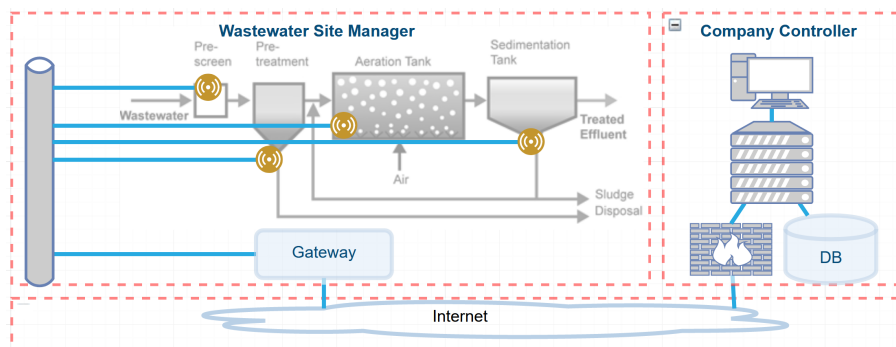 Wastewater Site Manager
Company Controller
Pre-
screen
Pre-
treatment
Aeration Tank
Sedimentation
Tank
Wastewater
Treated
Effluent
Air
Sludge
Disposal
Gateway
DB
Internet